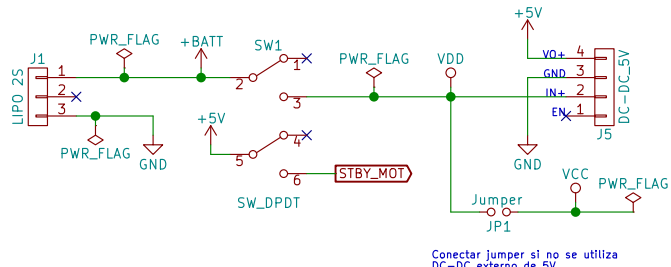 +5V
PWR_FLAG
+BATT
J1
SW1
PWR_FLAG
VDD
VO+
4
1
1
GND
3
LIPO 2S
2
2
3
IN+
2
DC-DC_5V
3
+5V
EN
1
4
J5
PWR_FLAG
GND
5
GND
6
STBY_MOT
VCC
PWR_FLAG
SW_DPDT
Jumper
JP1
Conectar jumper si no se utiliza
DC-DC externo de 5V